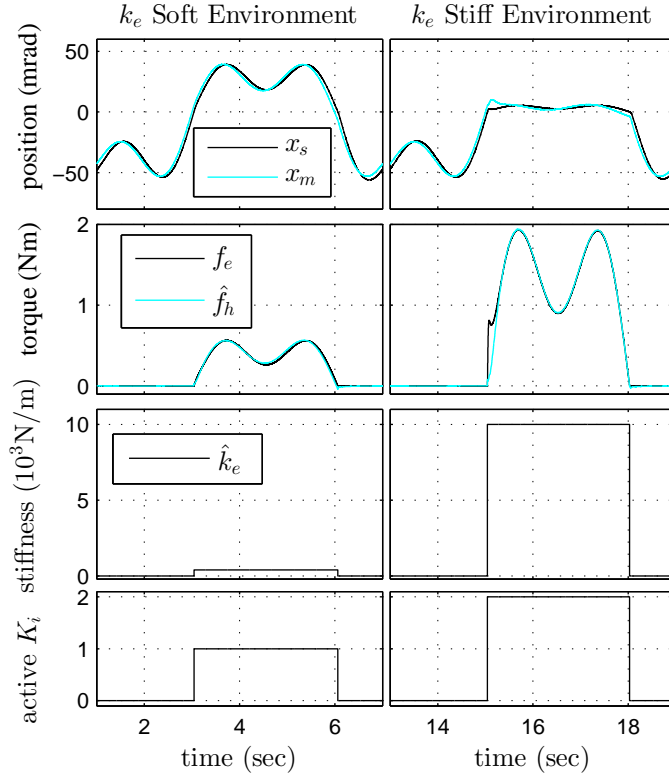 k_e Soft Environment
k_e Stiff Environment
position (mrad)
50
0
−50
x_s
x_m
torque (Nm)
2
1
0
f_e
f̂_h
stiffness (10³N/m)
10
5
0
k̂_e
active K_i
2
1
0
2
4
6
14
16
18
time (sec)
time (sec)